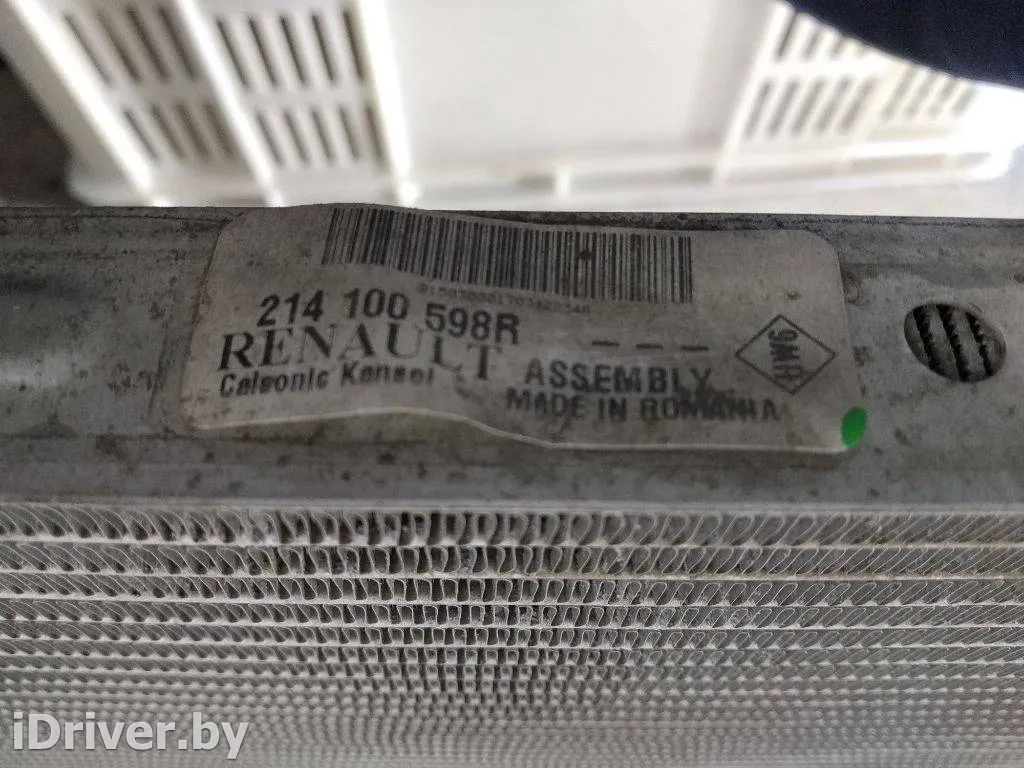 214 100 598R
RENAULT
Calsonic Kansei
ASSEMBLY
MADE IN ROMANIA
iDriver.by